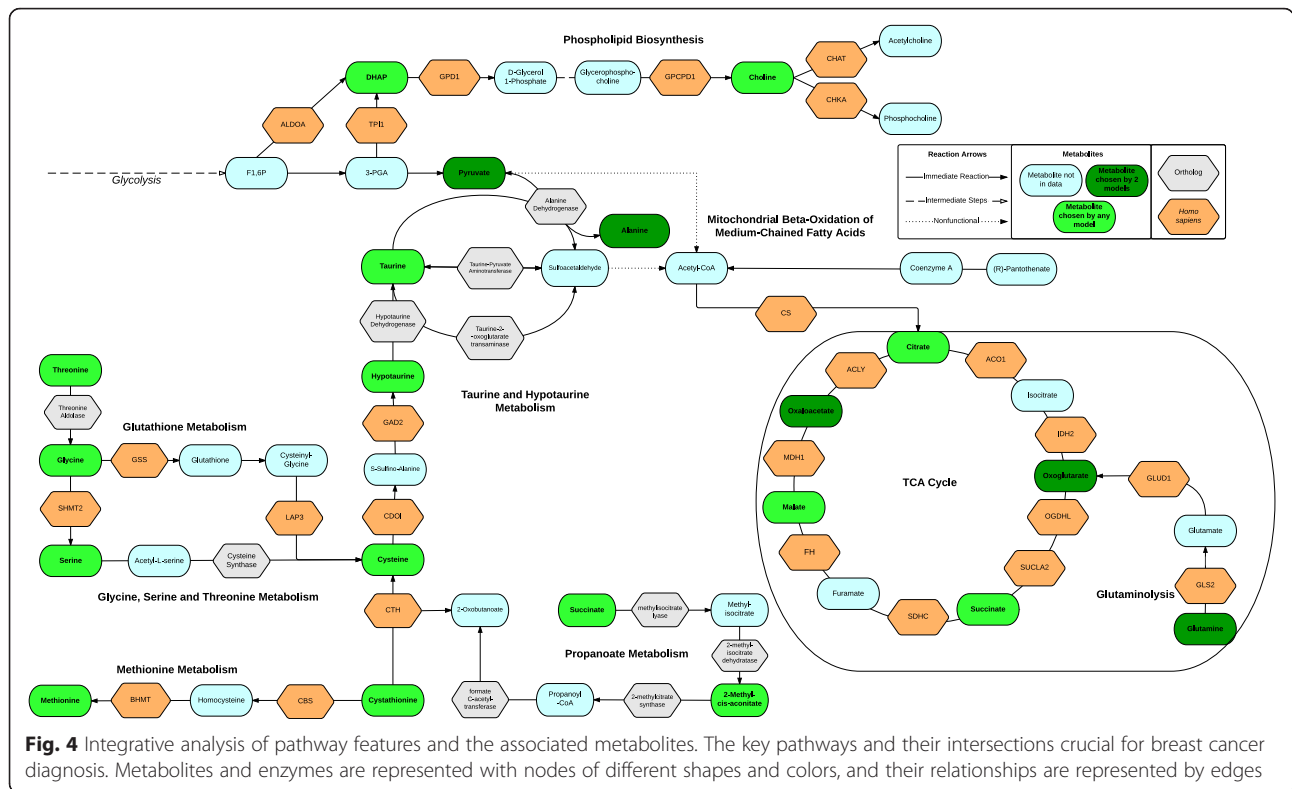 Phospholipid Biosynthesis
Acetylcholine
CHAT
DHAP
GPD1
D-Glycerol
1-Phosphate
Glycerophospho-
choline
GPCPD1
Choline
CHKA
Phosphocholine
ALDOA
TPI1
Glycolysis
F1,6P
3-PGA
Pyruvate
Reaction Arrows
Immediate Reaction
Intermediate Steps
Nonfunctional
Metabolites
Metabolite not
in data
Metabolite
chosen by 2
models
Metabolite
chosen by any
model
Ortholog
Homo
sapiens
Alanine
Dehydrogenase
Alanine
Mitochondrial Beta-Oxidation of
Medium-Chained Fatty Acids
Taurine
Taurine-Pyruvate
Aminotransferase
Sulfoacetaldehyde
Acetyl-CoA
Coenzyme A
(R)-Pantothenate
Hypotaurine
Dehydrogenase
Taurine-2-
oxoglutarate
transaminase
CS
Citrate
ACLY
ACO1
Threonine
Hypotaurine
Taurine and Hypotaurine
Metabolism
Isocitrate
Threonine
Aldolase
Oxaloacetate
Glutathione Metabolism
GAD2
IDH2
Glycine
GSS
Glutathione
Cysteinyl-
Glycine
S-Sulfino-Alanine
MDH1
TCA Cycle
Oxoglutarate
GLUD1
SHMT2
LAP3
CDOI
Malate
OGDHL
Glutamate
Serine
Acetyl-L-serine
Cysteine
Synthase
Cysteine
FH
SUCLA2
GLS2
Glycine, Serine and Threonine Metabolism
Furamate
SDHC
Succinate
Glutaminolysis
Glutamine
CTH
2-Oxobutanoate
Succinate
methylisocitrate
lyase
Methyl-
isocitrate
Propanoate Metabolism
2-methyl-
isocitrate
dehydratase
Methionine Metabolism
Methionine
BHMT
Homocysteine
CBS
Cystathionine
formate
C-acetyl-
transferase
Propanoyl
-CoA
2-methylcitrate
synthase
2-Methyl-
cis-aconitate
Fig. 4 Integrative analysis of pathway features and the associated metabolites. The key pathways and their intersections crucial for breast cancer
diagnosis. Metabolites and enzymes are represented with nodes of different shapes and colors, and their relationships are represented by edges